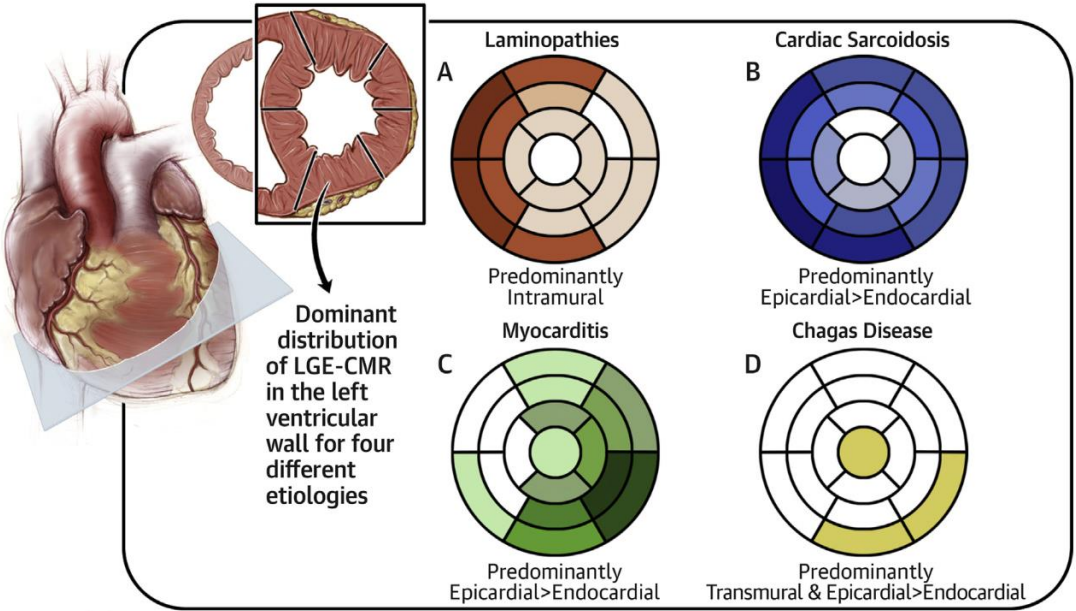 Laminopathies
Cardiac Sarcoidosis
A
B
Predominantly
Intramural
Predominantly
Epicardial>Endocardial
Dominant
distribution
of LGE-CMR
in the left
ventricular
wall for four
different
etiologies
Myocarditis
Chagas Disease
C
D
Predominantly
Epicardial>Endocardial
Predominantly
Transmural & Epicardial>Endocardial